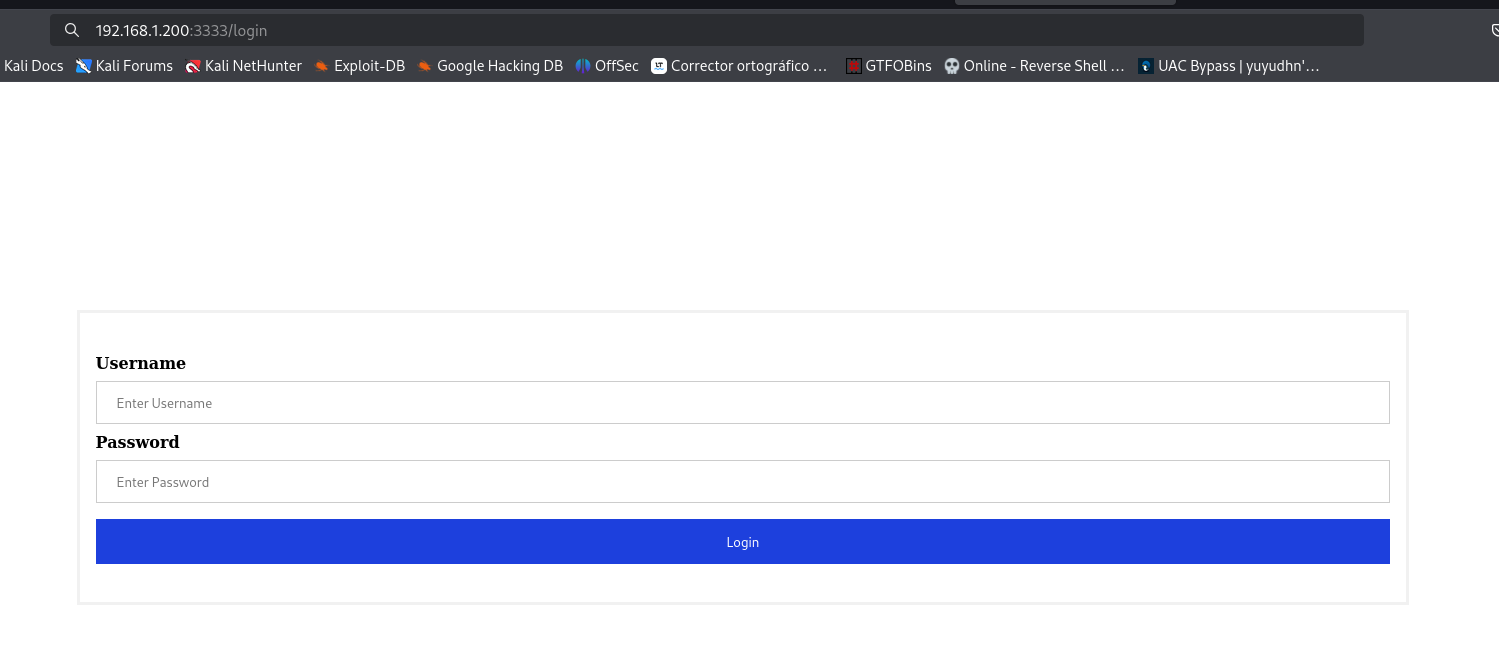 192.168.1.200:3333/login
Kali Docs Kali Forums Kali NetHunter Exploit-DB Google Hacking DB OffSec LT Corrector ortográfico … GTFOBins Online - Reverse Shell … UAC Bypass | yuyudhn'…
Username
Enter Username
Password
Enter Password
Login